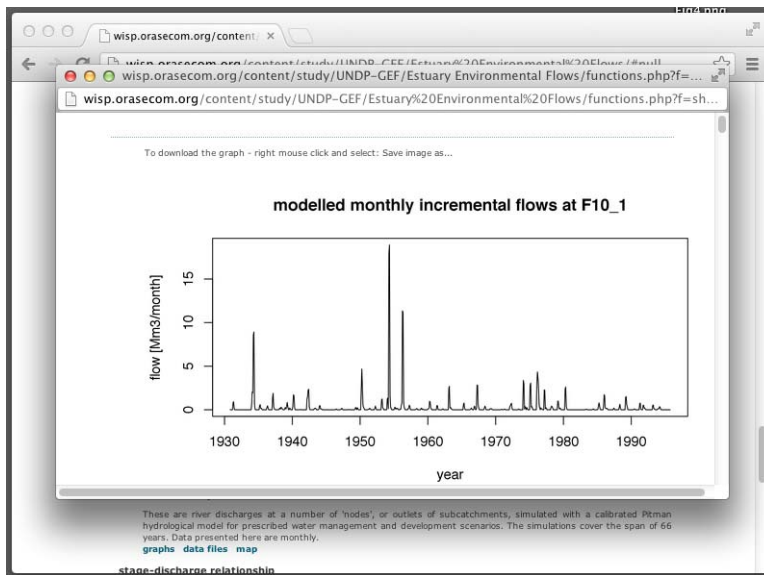 wisp.orasecom.org/content/
wisp.orasecom.org/content/study/UNDP-GEF/Estuary Environmental Flows/functions.php?f=...
wisp.orasecom.org/content/study/UNDP-GEF/Estuary%20Environmental%20Flows/functions.php?f=sh...
To download the graph - right mouse click and select: Save image as...
modelled monthly incremental flows at F10_1
flow [Mm3/month]
15
10
5
0
1930 1940 1950 1960 1970 1980 1990
year
These are river discharges at a number of 'nodes', or outlets of subcatchments, simulated with a calibrated Pitman
hydrological model for prescribed water management and development scenarios. The simulations cover the span of 66
years. Data presented here are monthly.
graphs data files map
stage-discharge relationship